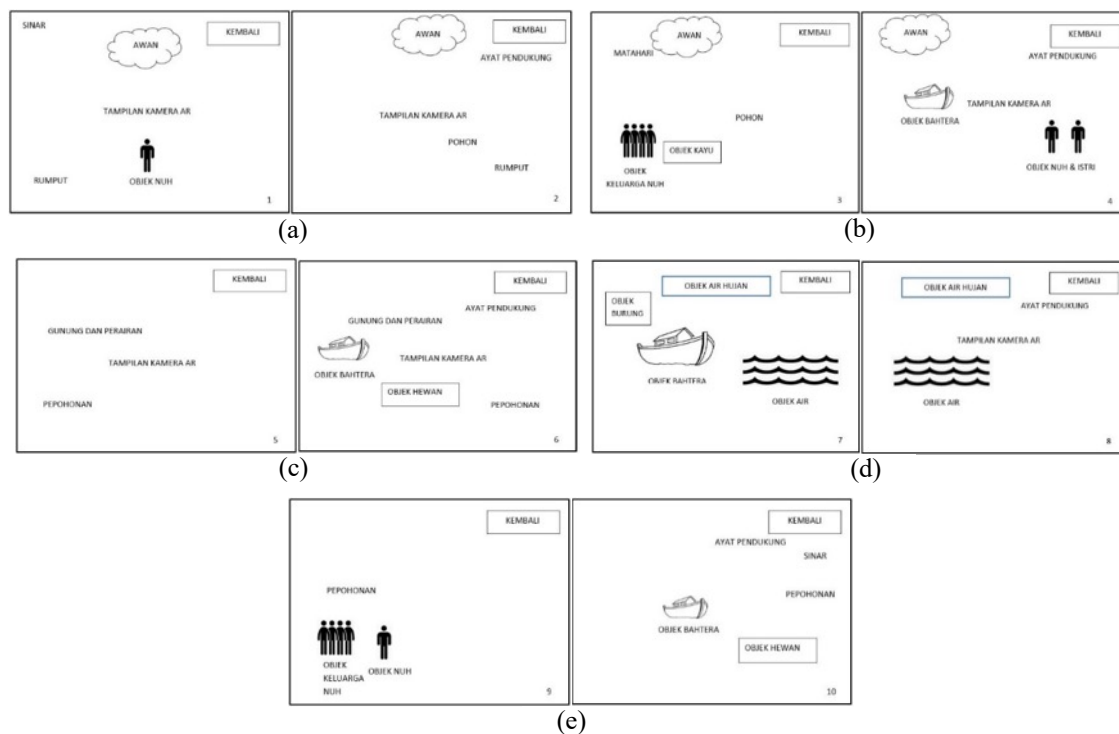 SINAR
AWAN
KEMBALI
TAMPILAN KAMERA AR
RUMPUT
OBJEK NUH
1
AWAN
KEMBALI
AYAT PENDUKUNG
TAMPILAN KAMERA AR
POHON
RUMPUT
2
(a)
MATAHARI
AWAN
KEMBALI
POHON
OBJEK KAYU
OBJEK
KELUARGA NUH
3
AWAN
KEMBALI
AYAT PENDUKUNG
TAMPILAN KAMERA AR
OBJEK BAHTERA
OBJEK NUH & ISTRI
4
(b)
KEMBALI
GUNUNG DAN PERAIRAN
TAMPILAN KAMERA AR
PEPOHONAN
5
KEMBALI
AYAT PENDUKUNG
GUNUNG DAN PERAIRAN
TAMPILAN KAMERA AR
OBJEK BAHTERA
OBJEK HEWAN
PEPOHONAN
6
(c)
OBJEK AIR HUJAN
KEMBALI
OBJEK
BURUNG
OBJEK BAHTERA
OBJEK AIR
7
OBJEK AIR HUJAN
KEMBALI
AYAT PENDUKUNG
TAMPILAN KAMERA AR
OBJEK AIR
8
(d)
KEMBALI
PEPOHONAN
OBJEK
KELUARGA
NUH
OBJEK NUH
9
KEMBALI
AYAT PENDUKUNG
SINAR
PEPOHONAN
OBJEK BAHTERA
OBJEK HEWAN
10
(e)